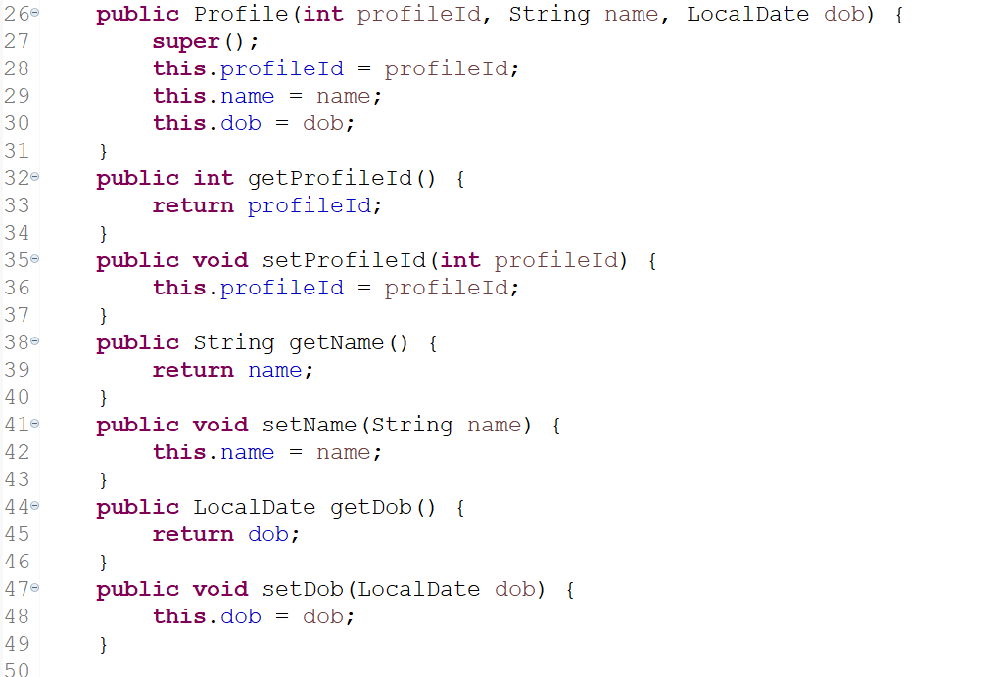 26 public Profile(int profileId, String name, LocalDate dob) {
27 super();
28 this.profileId = profileId;
29 this.name = name;
30 this.dob = dob;
31 }
32 public int getProfileId() {
33 return profileId;
34 }
35 public void setProfileId(int profileId) {
36 this.profileId = profileId;
37 }
38 public String getName() {
39 return name;
40 }
41 public void setName(String name) {
42 this.name = name;
43 }
44 public LocalDate getDob() {
45 return dob;
46 }
47 public void setDob(LocalDate dob) {
48 this.dob = dob;
49 }
50